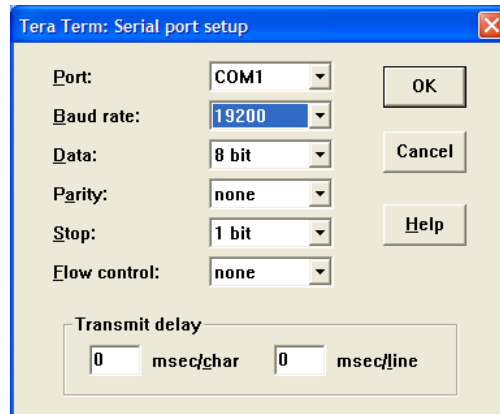 Tera Term: Serial port setup
Port: COM1 OK
Baud rate: 19200
Data: 8 bit Cancel
Parity: none
Stop: 1 bit Help
Flow control: none
Transmit delay
0 msec/char 0 msec/line